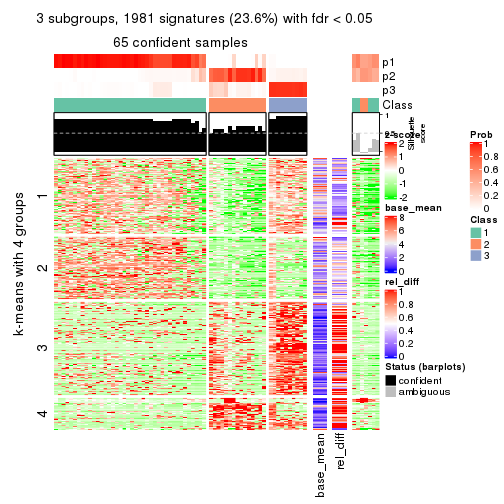 3 subgroups, 1981 signatures (23.6%) with fdr < 0.05
65 confident samples
p1
p2
p3
Class
1
Silhouette
score
z-score
2
1
0
-1
-2
Prob
1
0.8
0.6
0.4
0.2
0
base_mean
8
6
4
2
0
Class
1
2
3
rel_diff
1
0.8
0.6
0.4
0.2
0
Status (barplots)
confident
ambiguous
k-means with 4 groups
1
2
3
4
base_mean
rel_diff